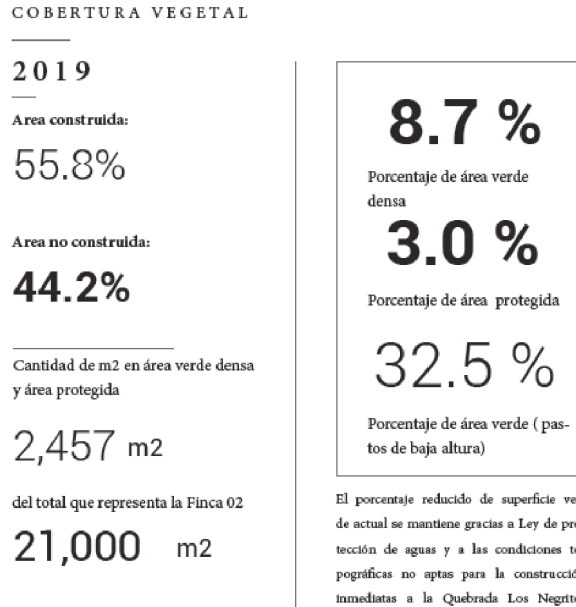 COBERTURA VEGETAL
2019
Area construida:
55.8%
Area no construida:
44.2%
Cantidad de m2 en área verde densa
y área protegida
2,457 m2
del total que representa la Finca 02
21,000 m2
8.7 %
Porcentaje de área verde
densa
3.0 %
Porcentaje de área protegida
32.5 %
Porcentaje de área verde ( pas-
tos de baja altura)
El porcentaje reducido de superficie
de actual se mantiene gracias a Ley de
tección de aguas y a las condiciones
pográficas no aptas para la
inmediatas a la Quebrada Los